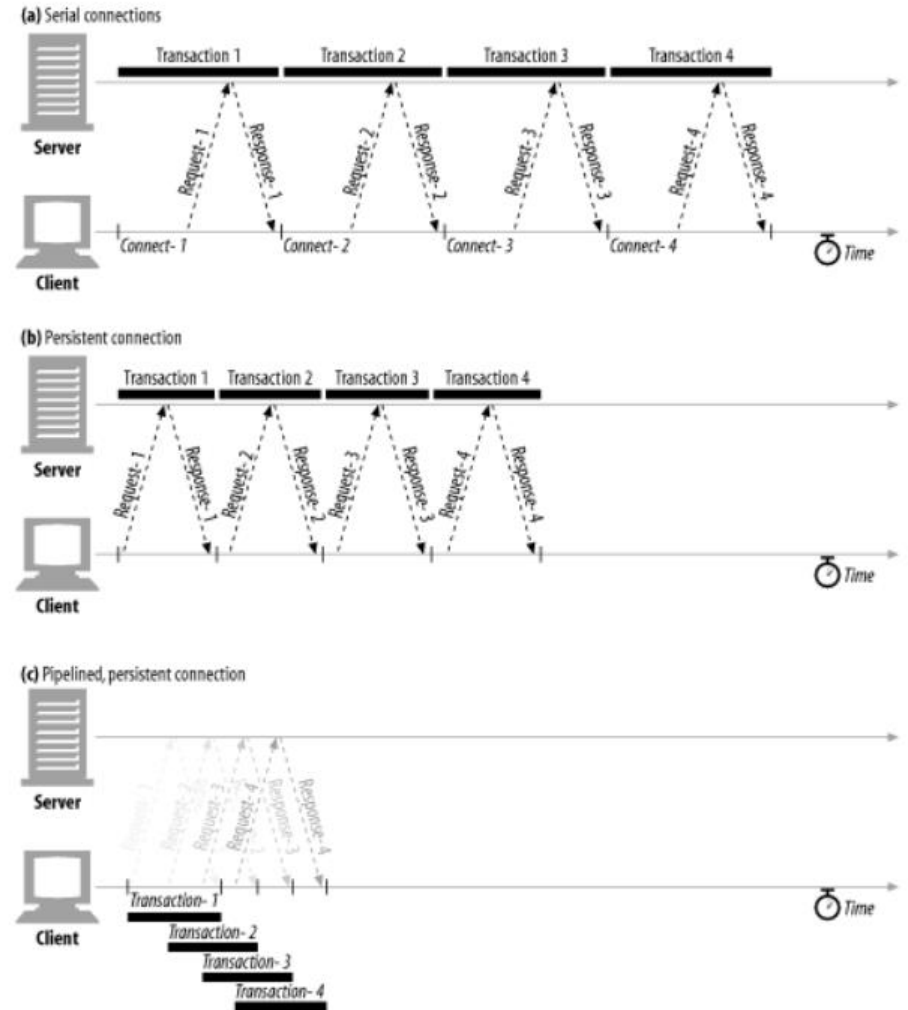 (a) Serial connections
Transaction 1 Transaction 2 Transaction 3 Transaction 4
Request- 1 Response- 1 Request- 2 Response- 2 Request- 3 Response- 3 Request- 4 Response- 4
Server
Connect- 1 Connect- 2 Connect- 3 Connect- 4
Time
Client
(b) Persistent connection
Transaction 1 Transaction 2 Transaction 3 Transaction 4
Request- 1 Response- 1 Request- 2 Response- 2 Request- 3 Response- 3 Request- 4 Response- 4
Server
Time
Client
(c) Pipelined, persistent connection
Request- 3 Request- 4 Response- 3 Response- 4
Server
Transaction- 1
Time
Client
Transaction- 2
Transaction- 3
Transaction- 4